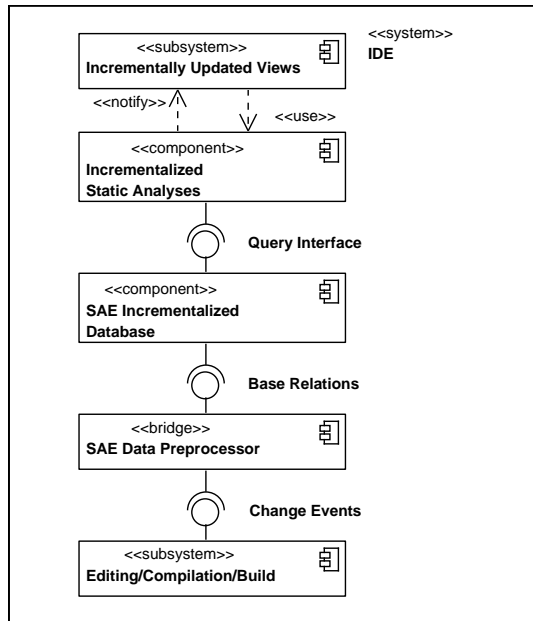 <<subsystem>>
Incrementally Updated Views
<<system>>
IDE
<<notify>>
<<use>>
<<component>>
Incrementalized
Static Analyses
Query Interface
<<component>>
SAE Incrementalized
Database
Base Relations
<<bridge>>
SAE Data Preprocessor
Change Events
<<subsystem>>
Editing/Compilation/Build